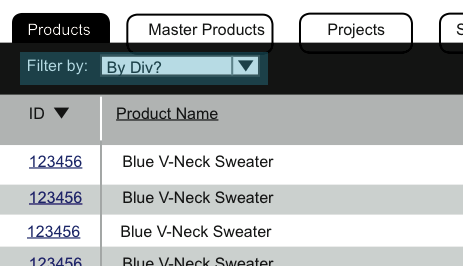 Products Master Products Projects S
Filter by: By Div?
ID Product Name
123456 Blue V-Neck Sweater
123456 Blue V-Neck Sweater
123456 Blue V-Neck Sweater
123456 Blue V-Neck Sweater